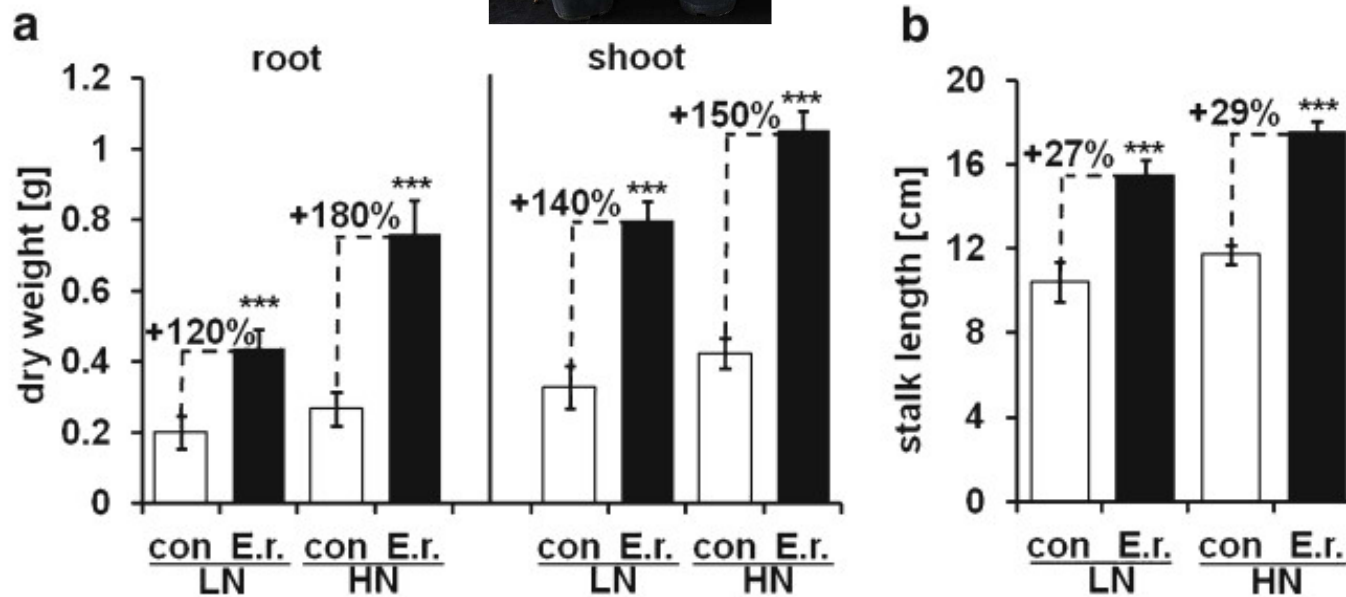 a
root
shoot
dry weight [g]
1.2
1
0.8
0.6
0.4
0.2
0
+120%
***
+180%
***
+140%
***
+150%
***
con E.r.
LN
con E.r.
HN
con E.r.
LN
con E.r.
HN
b
stalk length [cm]
20
16
12
8
4
0
+27%
***
+29%
***
con E.r.
LN
con E.r.
HN